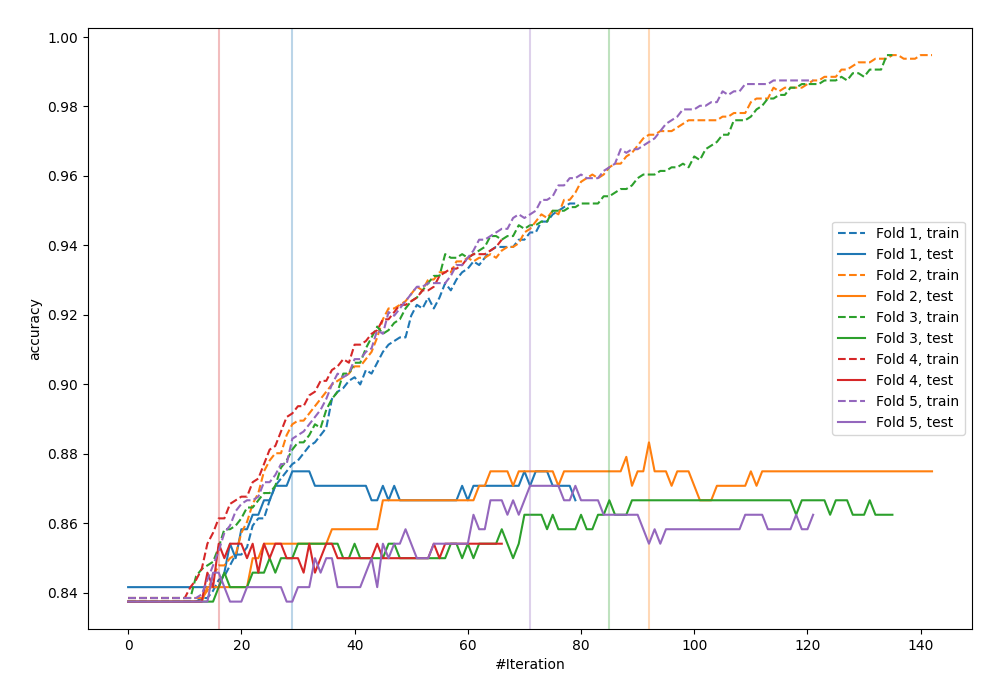 1.00
0.98
0.96
0.94
0.92
0.90
0.88
0.86
0.84
accuracy
0 20 40 60 80 100 120 140
#Iteration
Fold 1, train
Fold 1, test
Fold 2, train
Fold 2, test
Fold 3, train
Fold 3, test
Fold 4, train
Fold 4, test
Fold 5, train
Fold 5, test